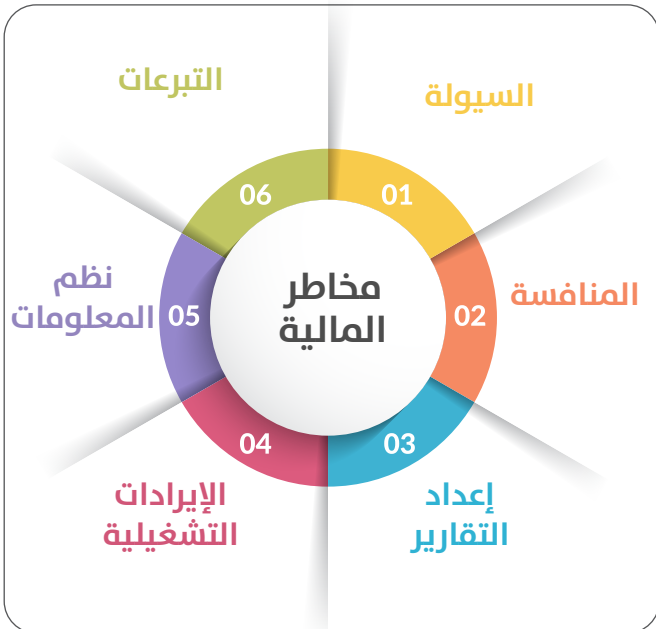 مخاطر
المالية
01
السيولة
02
المنافسة
03
إعداد
التقارير
04
الإيرادات
التشغيلية
05
نظم
المعلومات
06
التبرعات